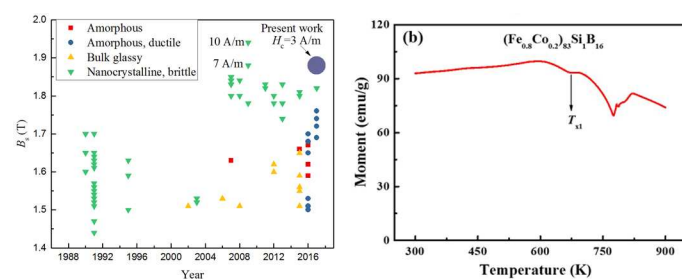 Amorphous
Amorphous, ductile
Bulk glassy
Nanocrystalline, brittle
10 A/m
7 A/m
Present work
Hc=3 A/m
2.0
1.9
1.8
1.7
1.6
1.5
1.4
Bs (T)
1988 1992 1996 2000 2004 2008 2012 2016
Year
(b)
(Fe0.8Co0.2)83Si1B16
Tx1
120
90
60
30
0
Moment (emu/g)
300 450 600 750 900
Temperature (K)